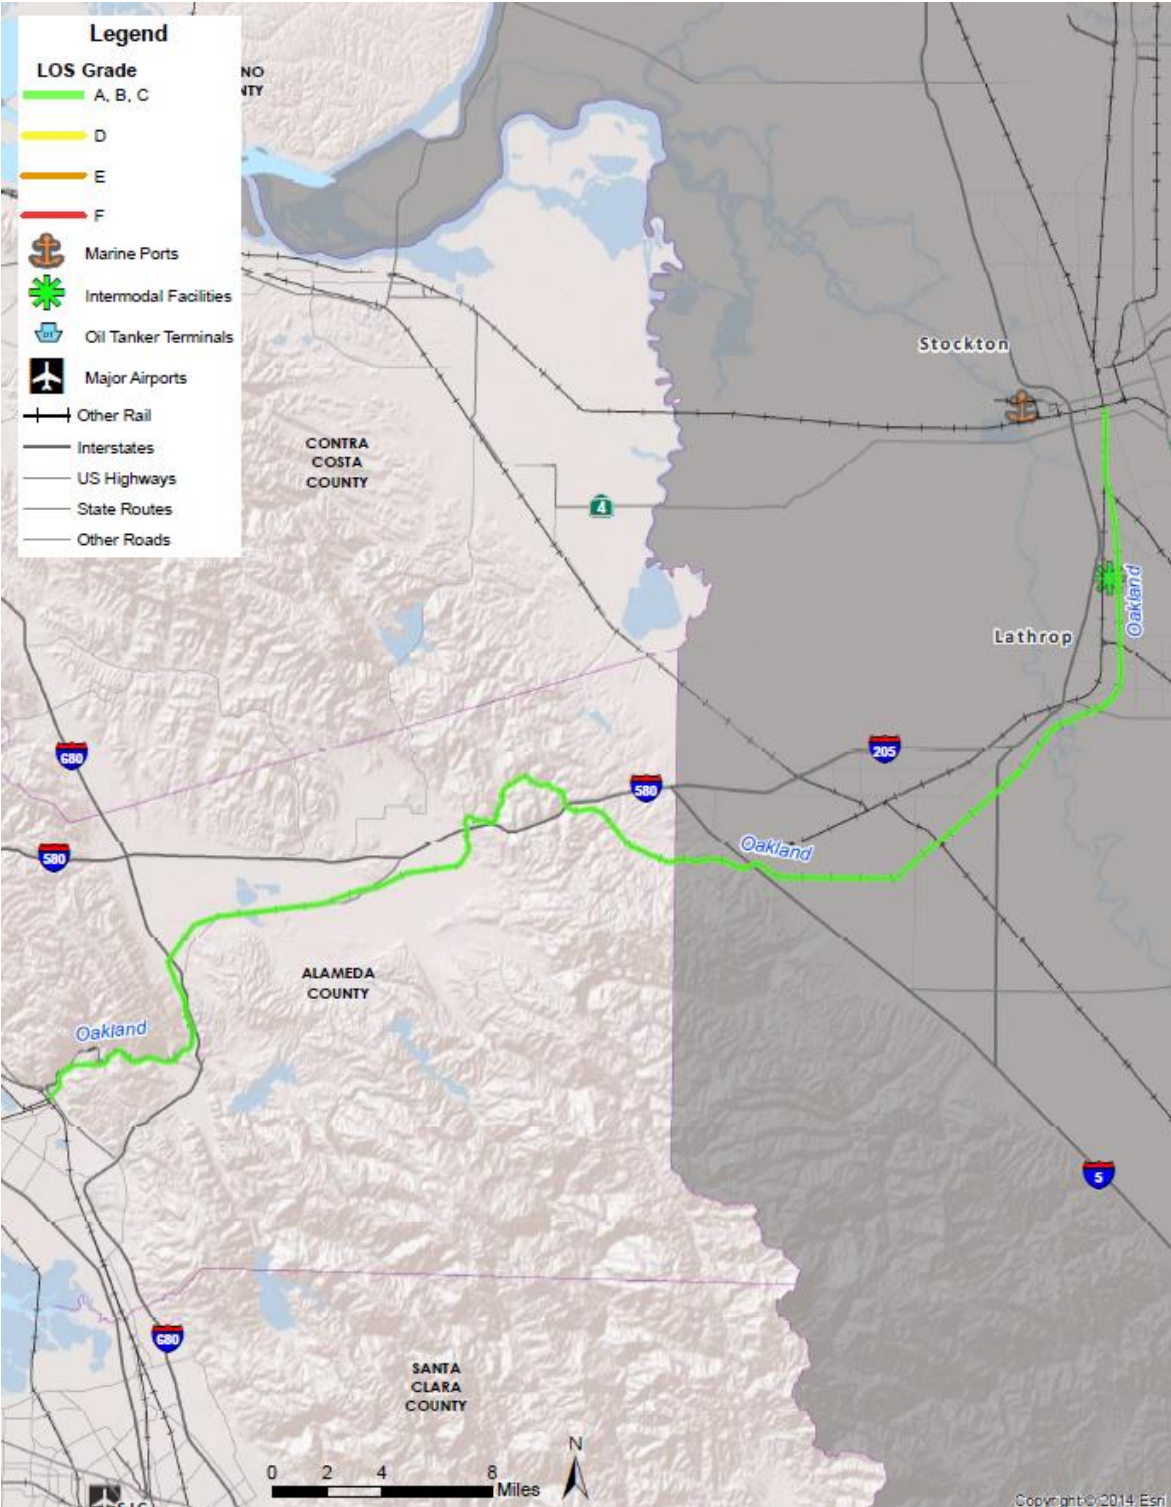 Legend
LOS Grade
A, B, C
D
E
F
Marine Ports
OT
Intermodal Facilities
Oil Tanker Terminals
Major Airports
Other Rail
Interstates
US Highways
State Routes
Other Roads
NO
NTY
Stockton
CONTRA
COSTA
COUNTY
4
Oakland
Lathrop
680
205
580
580
Oakland
ALAMEDA
COUNTY
Oakland
5
680
SANTA
CLARA
COUNTY
N
0 2 4 8
Miles
SJC
Copyright:© 2014 Esri